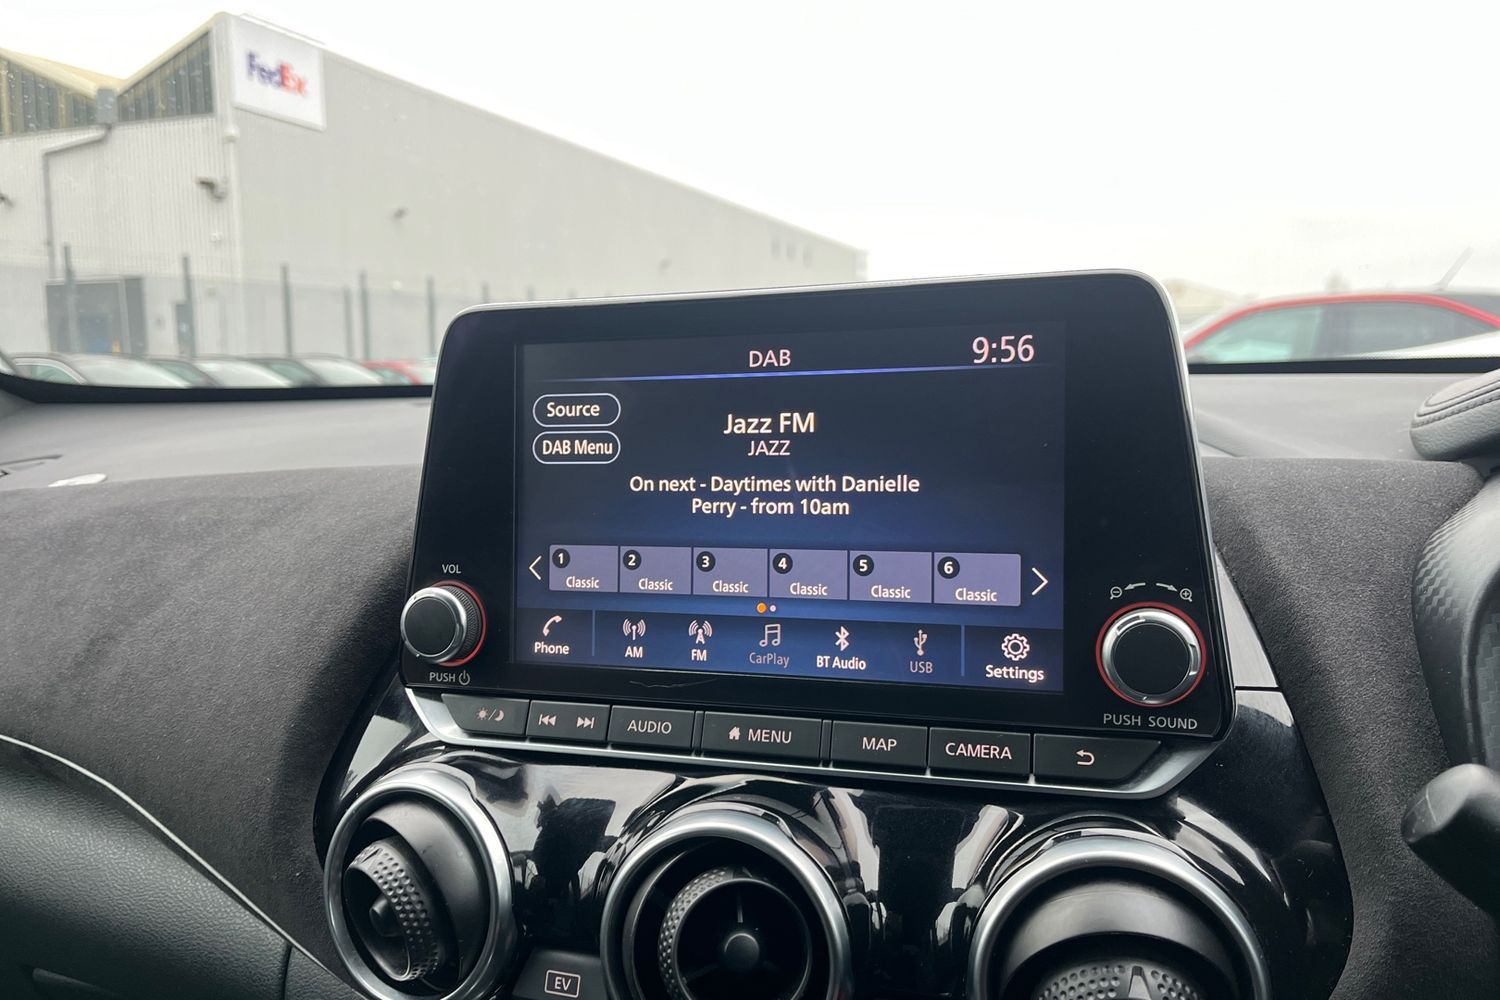 FedEx
DAB
9:56
Source
DAB Menu
Jazz FM
JAZZ
On next - Daytimes with Danielle
Perry - from 10am
1 Classic
2 Classic
3 Classic
4 Classic
5 Classic
6 Classic
Phone
AM
FM
CarPlay
BT Audio
USB
Settings
VOL
PUSH
PUSH SOUND
AUDIO
MENU
MAP
CAMERA
EV